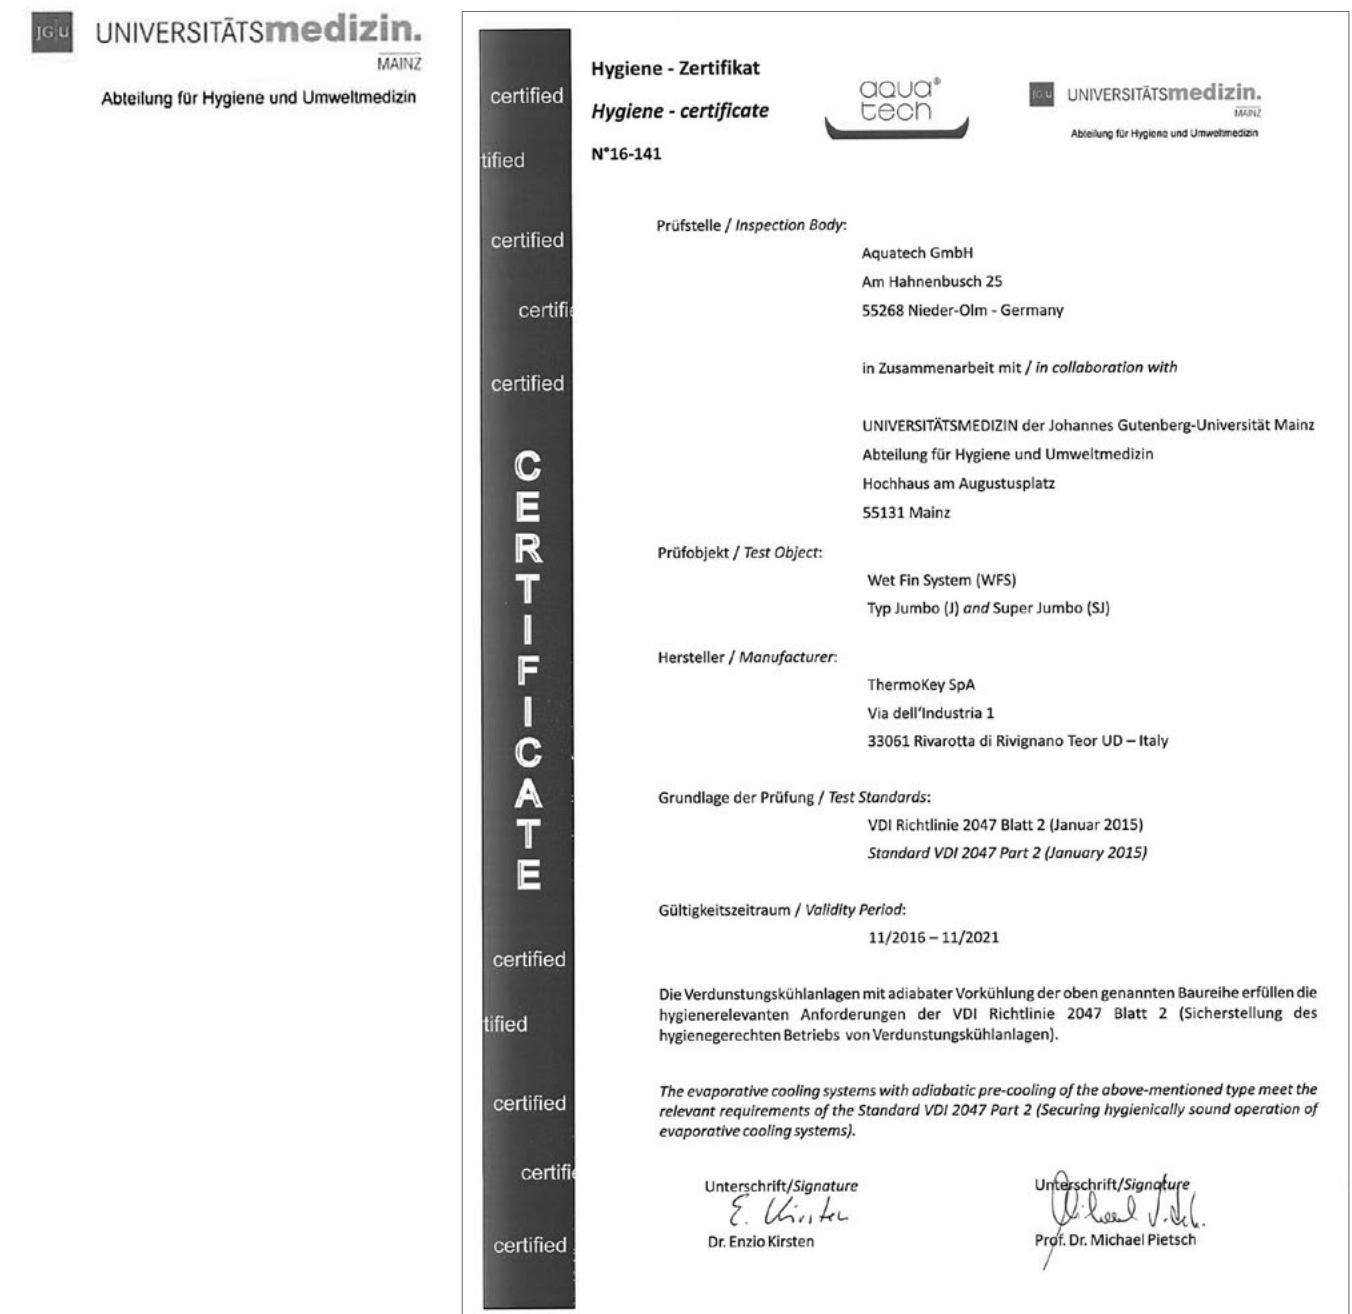 JG|U UNIVERSITÄTSmedizin.
MAINZ
Abteilung für Hygiene und Umweltmedizin
certified
tified
certified
certifie
certified
CERTIFICATE
certified
tified
certified
certifie
certified
Hygiene - Zertifikat
Hygiene - certificate
N°16-141
aqua®
tech
JG|U UNIVERSITÄTSmedizin.
MAINZ
Abteilung für Hygiene und Umweltmedizin
Prüfstelle / Inspection Body:
Aquatech GmbH
Am Hahnenbusch 25
55268 Nieder-Olm - Germany
in Zusammenarbeit mit / in collaboration with
UNIVERSITÄTSMEDIZIN der Johannes Gutenberg-Universität Mainz
Abteilung für Hygiene und Umweltmedizin
Hochhaus am Augustusplatz
55131 Mainz
Prüfobjekt / Test Object:
Wet Fin System (WFS)
Typ Jumbo (J) and Super Jumbo (SJ)
Hersteller / Manufacturer:
ThermoKey SpA
Via dell'Industria 1
33061 Rivarotta di Rivignano Teor UD – Italy
Grundlage der Prüfung / Test Standards:
VDI Richtlinie 2047 Blatt 2 (Januar 2015)
Standard VDI 2047 Part 2 (January 2015)
Gültigkeitszeitraum / Validity Period:
11/2016 – 11/2021
Die Verdunstungskühlanlagen mit adiabater Vorkühlung der oben genannten Baureihe erfüllen die
hygienerelevanten Anforderungen der VDI Richtlinie 2047 Blatt 2 (Sicherstellung des
hygienegerechten Betriebs von Verdunstungskühlanlagen).
The evaporative cooling systems with adiabatic pre-cooling of the above-mentioned type meet the
relevant requirements of the Standard VDI 2047 Part 2 (Securing hygienically sound operation of
evaporative cooling systems).
Unterschrift/Signature
E. Kirsten
Dr. Enzio Kirsten
Unterschrift/Signature
Prof. Dr. Michael Pietsch